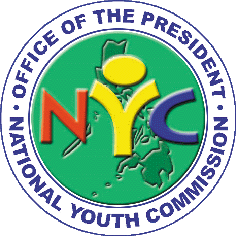 • OFFICE OF THE PRESIDENT •
NYC
NATIONAL YOUTH COMMISSION